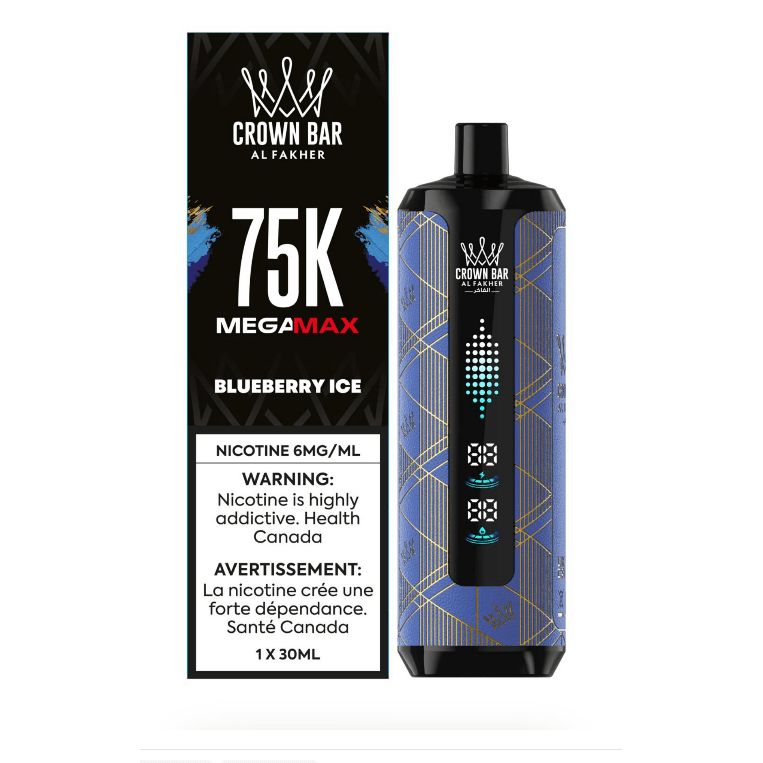 CROWN BAR
AL FAKHER
75K
MEGAMAX
BLUEBERRY ICE
NICOTINE 6MG/ML
WARNING:
Nicotine is highly
addictive. Health
Canada
AVERTISSEMENT:
La nicotine crée une
forte dépendance.
Santé Canada
1 X 30ML
CROWN BAR
AL FAKHER
الفاخر
88
88